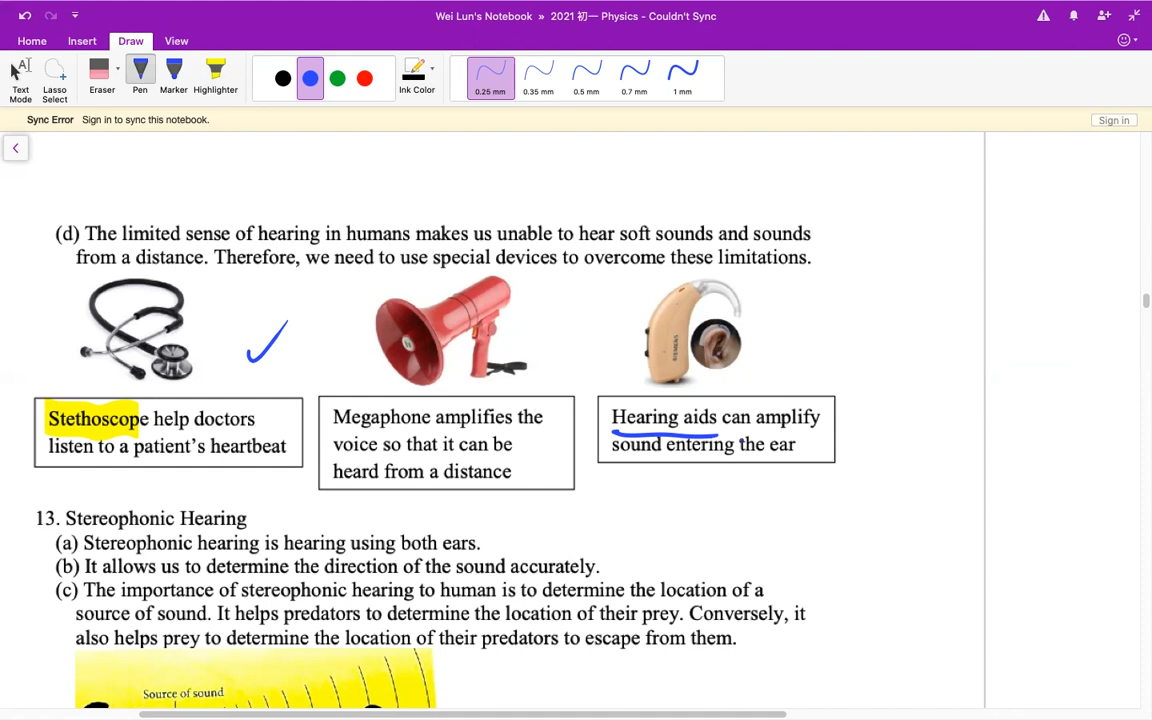 Wei Lun's Notebook » 2021 初一 Physics - Couldn't Sync
Home Insert Draw View
Text Mode
Lasso Select
Eraser
Pen
Marker
Highlighter
Ink Color
0.25 mm
0.35 mm
0.5 mm
0.7 mm
1 mm
Sync Error Sign in to sync this notebook.
Sign in
(d) The limited sense of hearing in humans makes us unable to hear soft sounds and sounds
from a distance. Therefore, we need to use special devices to overcome these limitations.
SIEMENS
Stethoscope help doctors
listen to a patient's heartbeat
Megaphone amplifies the
voice so that it can be
heard from a distance
Hearing aids can amplify
sound entering the ear
13. Stereophonic Hearing
(a) Stereophonic hearing is hearing using both ears.
(b) It allows us to determine the direction of the sound accurately.
(c) The importance of stereophonic hearing to human is to determine the location of a
source of sound. It helps predators to determine the location of their prey. Conversely, it
also helps prey to determine the location of their predators to escape from them.
Source of sound